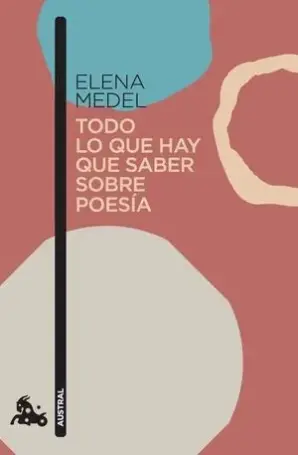 ELENA
MEDEL
TODO
LO QUE HAY
QUE SABER
SOBRE
POESÍA
AUSTRAL